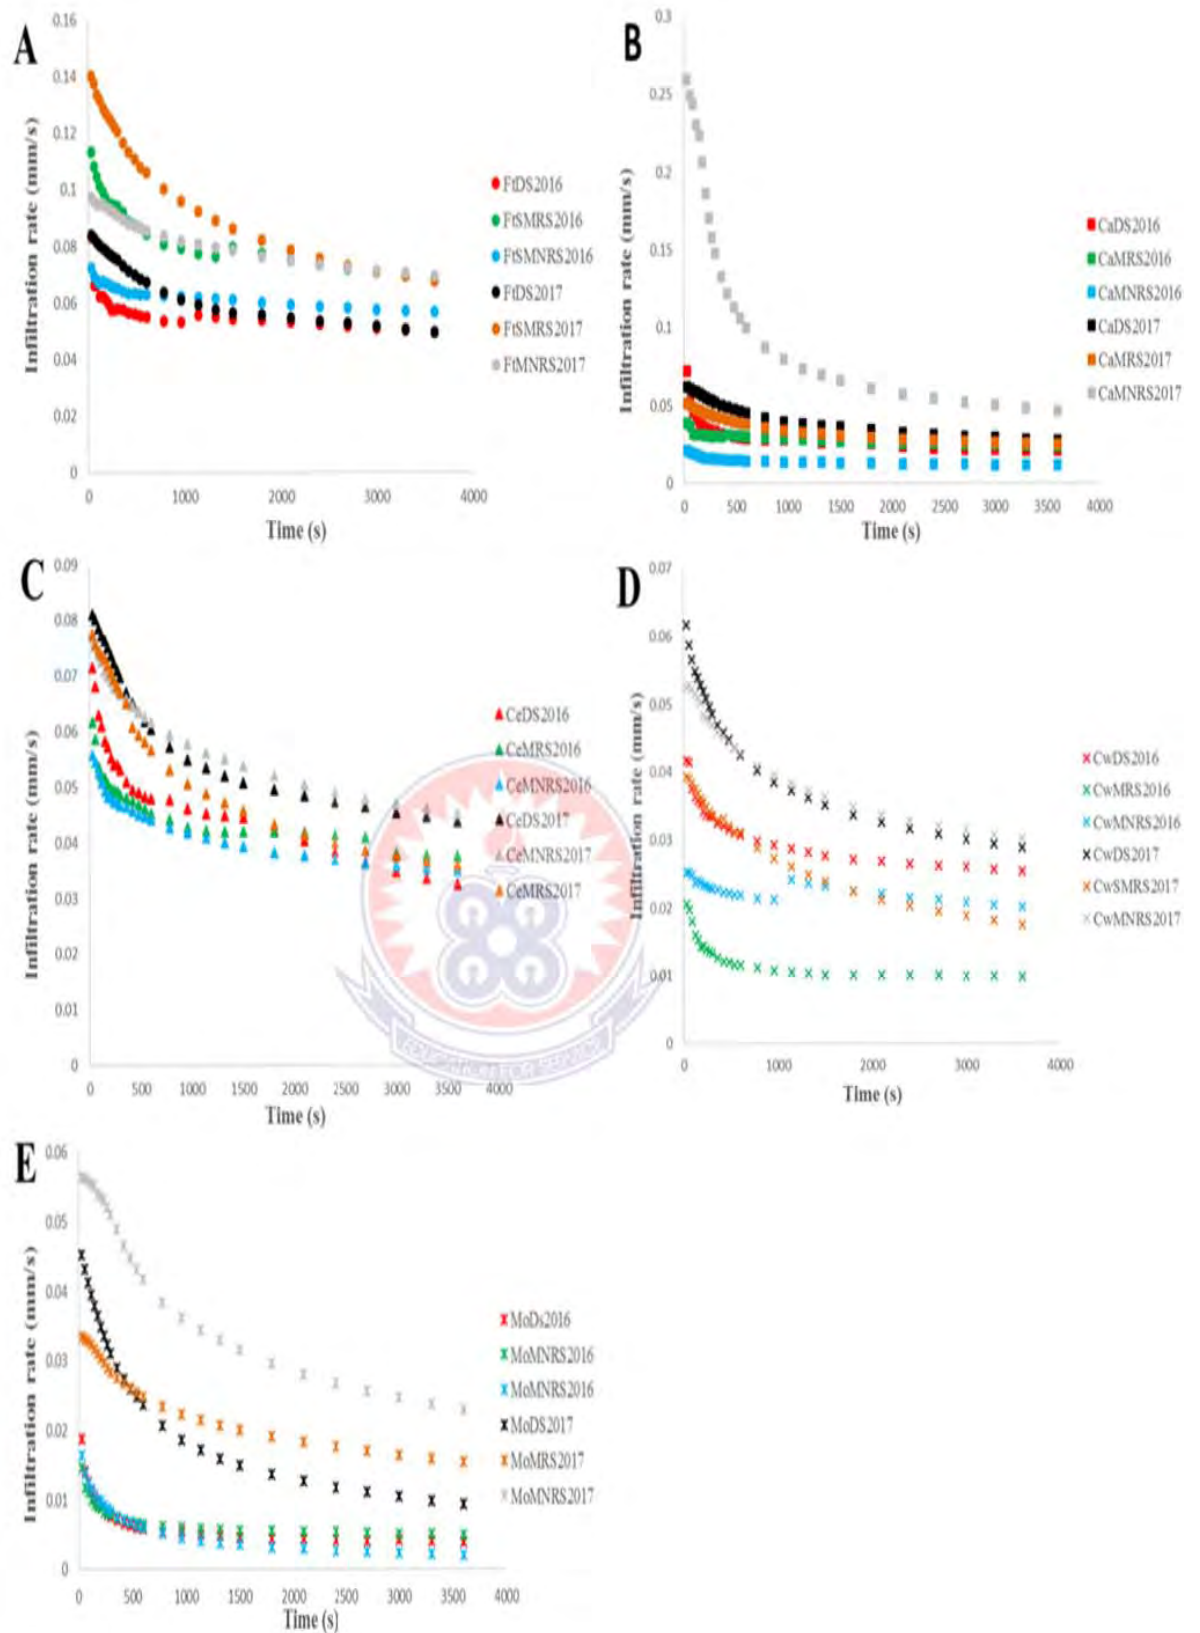 A
0.16
0.14
0.12
0.1
0.08
0.06
0.04
0.02
0
Infiltration rate (mm/s)
0 1000 2000 3000 4000
Time (s)
FtDS2016
FtSMRS2016
FtSMNRS2016
FtDS2017
FtSMRS2017
FtMNRS2017
B
0.3
0.25
0.2
0.15
0.1
0.05
0
Infiltration rate (mm/s)
0 500 1000 1500 2000 2500 3000 3500 4000
Time (s)
CaDS2016
CaMRS2016
CaMNRS2016
CaDS2017
CaMRS2017
CaMNRS2017
C
0.09
0.08
0.07
0.06
0.05
0.04
0.03
0.02
0.01
0
Infiltration rate (mm/s)
0 500 1000 1500 2000 2500 3000 3500 4000
Time (s)
CeDS2016
CeMRS2016
CeMNRS2016
CeDS2017
CeMNRS2017
CeMRS2017
EDUCATION FOR SERVICE
D
0.07
0.06
0.05
0.04
0.03
0.02
0.01
0
Infiltration rate (mm/s)
0 1000 2000 3000 4000
Time (s)
CwDS2016
CwMRS2016
CwMNRS2016
CwDS2017
CwSMRS2017
CwMNRS2017
E
0.06
0.05
0.04
0.03
0.02
0.01
0
Infiltration rate (mm/s)
0 500 1000 1500 2000 2500 3000 3500 4000
Time (s)
MoDs2016
MoMNRS2016
MoMNRS2016
MoDS2017
MoMRS2017
MoMNRS2017